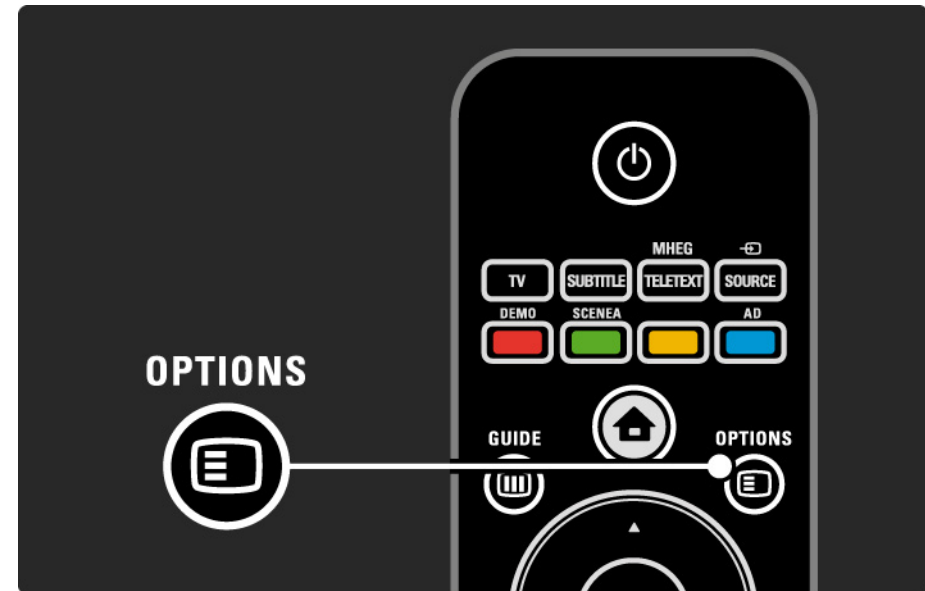 MHEG
TV SUBTITLE TELETEXT SOURCE
DEMO SCENEA AD
OPTIONS
GUIDE OPTIONS